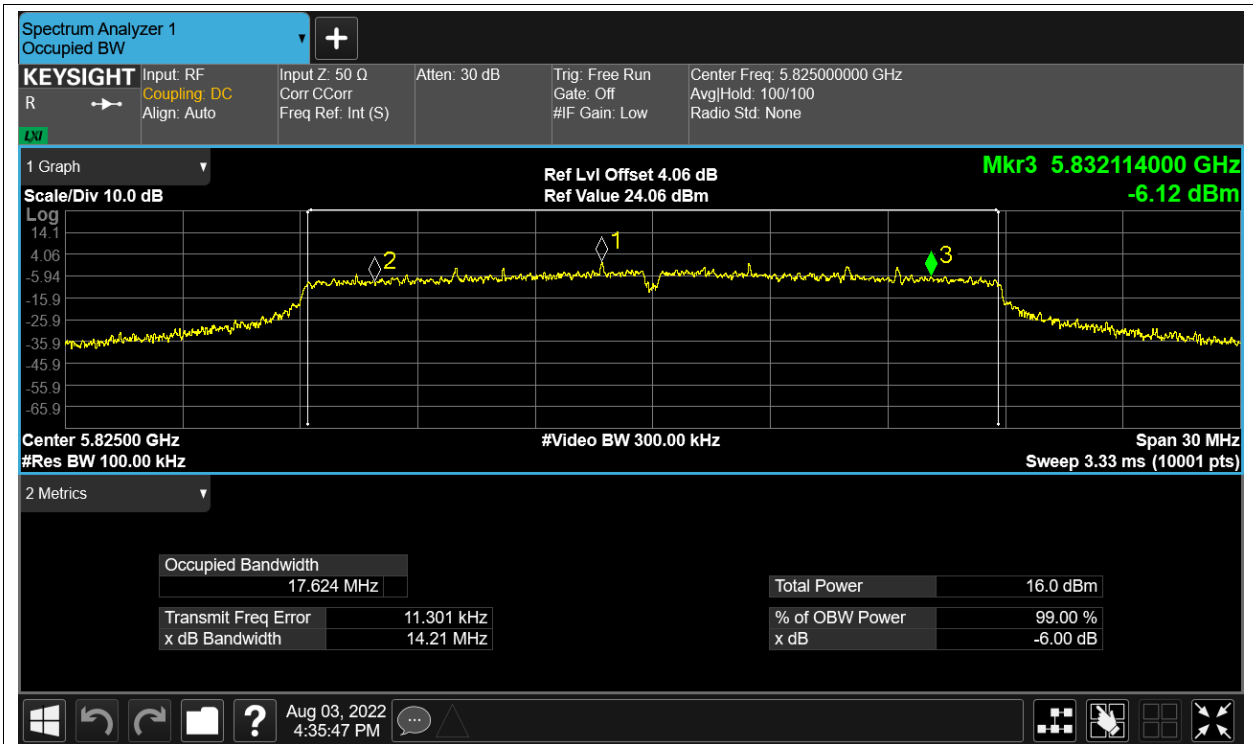 Spectrum Analyzer 1
Occupied BW
KEYSIGHT
R
LXI
Input: RF
Coupling: DC
Align: Auto
Input Z: 50 Ω
Corr CCorr
Freq Ref: Int (S)
Atten: 30 dB
Trig: Free Run
Gate: Off
#IF Gain: Low
Center Freq: 5.825000000 GHz
Avg|Hold: 100/100
Radio Std: None
1 Graph
Scale/Div 10.0 dB
Ref Lvl Offset 4.06 dB
Ref Value 24.06 dBm
Mkr3 5.832114000 GHz
-6.12 dBm
Log
14.1
4.06
-5.94
-15.9
-25.9
-35.9
-45.9
-55.9
-65.9
2
1
3
Center 5.82500 GHz
#Res BW 100.00 kHz
#Video BW 300.00 kHz
Span 30 MHz
Sweep 3.33 ms (10001 pts)
2 Metrics
Occupied Bandwidth
17.624 MHz
Transmit Freq Error 11.301 kHz
x dB Bandwidth 14.21 MHz
Total Power 16.0 dBm
% of OBW Power 99.00 %
x dB -6.00 dB
?
Aug 03, 2022
4:35:47 PM